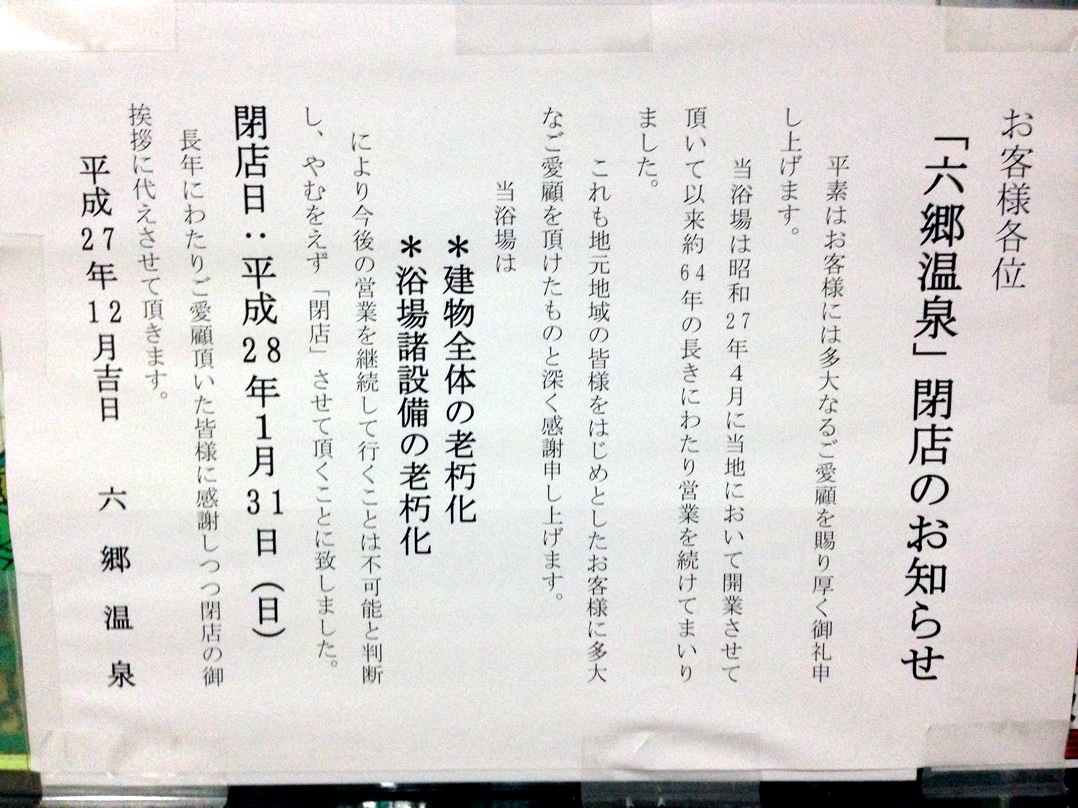 お客様各位
「六郷温泉」閉店のお知らせ
平素はお客様には多大なるご愛顧を賜り厚く御礼申
し上げます。
当浴場は昭和27年4月に当地において開業させて
頂いて以来約64年の長きにわたり営業を続けてまいり
ました。
これも地元地域の皆様をはじめとしたお客様に多大
なご愛顧を頂けたものと深く感謝申し上げます。
当浴場は
＊建物全体の老朽化
＊浴場諸設備の老朽化
により今後の営業を継続して行くことは不可能と判断
し、やむをえず「閉店」させて頂くことに致しました。
閉店日：平成28年1月31日（日）
長年にわたりご愛顧頂いた皆様に感謝しつつ閉店の御
挨拶に代えさせて頂きます。
平成27年12月吉日　六郷温泉